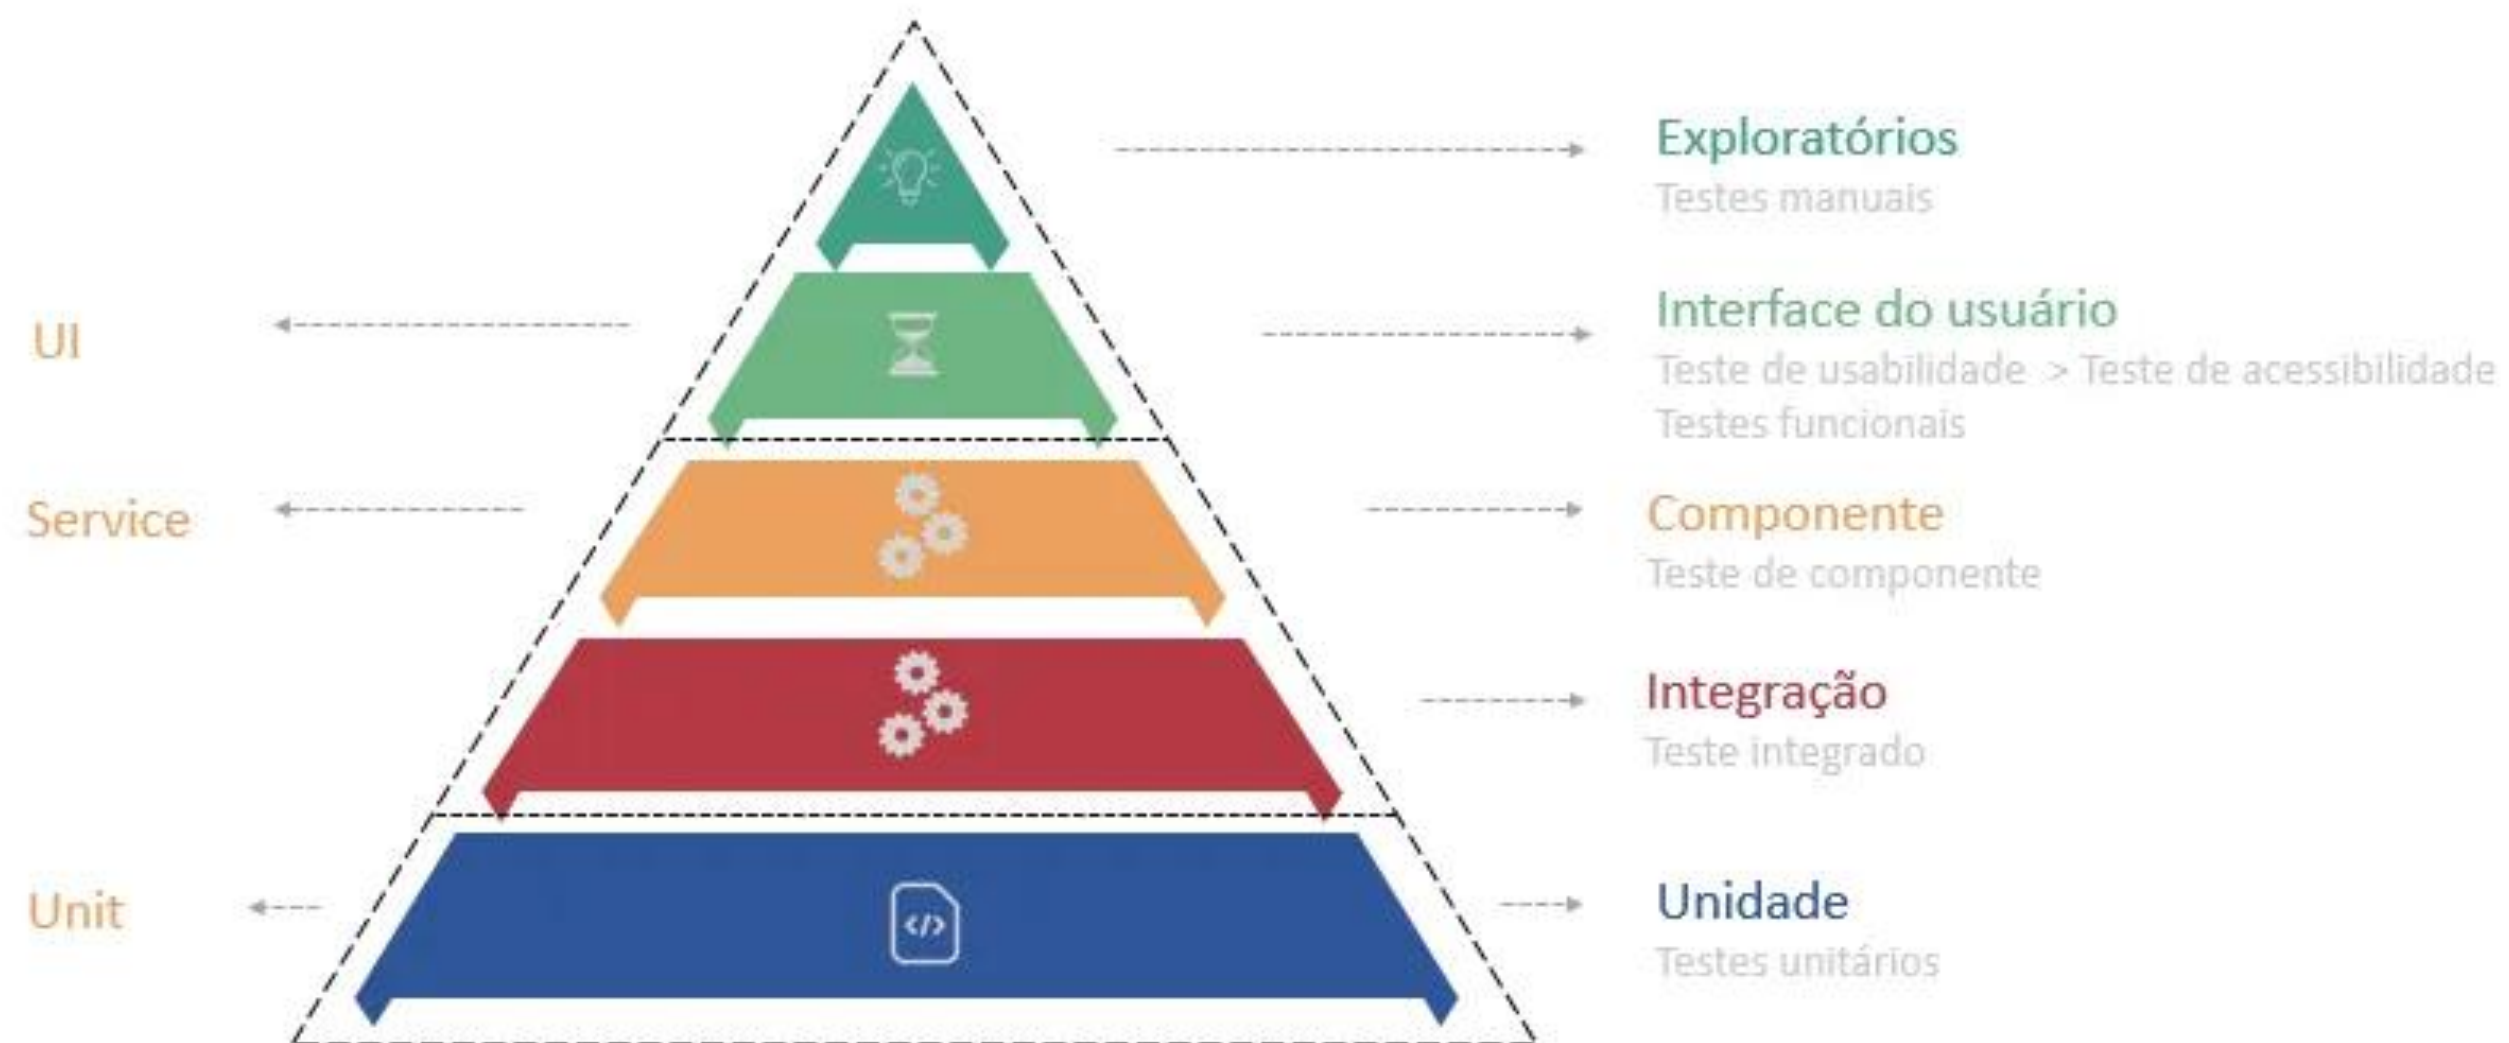 Exploratórios
Testes manuais
UI
Interface do usuário
Teste de usabilidade > Teste de acessibilidade
Testes funcionais
Service
Componente
Teste de componente
Integração
Teste integrado
Unit
</>
Unidade
Testes unitários